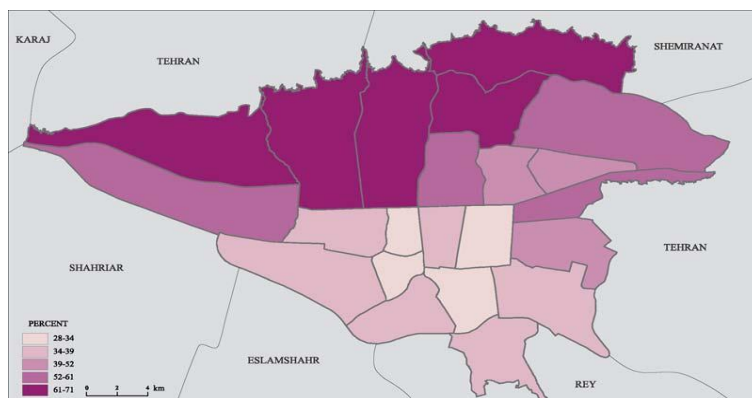 KARAJ
TEHRAN
SHEMIRANAT
TEHRAN
SHAHRIAR
ESLAMSHAHR
REY
PERCENT
28-34
34-39
39-52
52-61
61-71
0 2 4 km